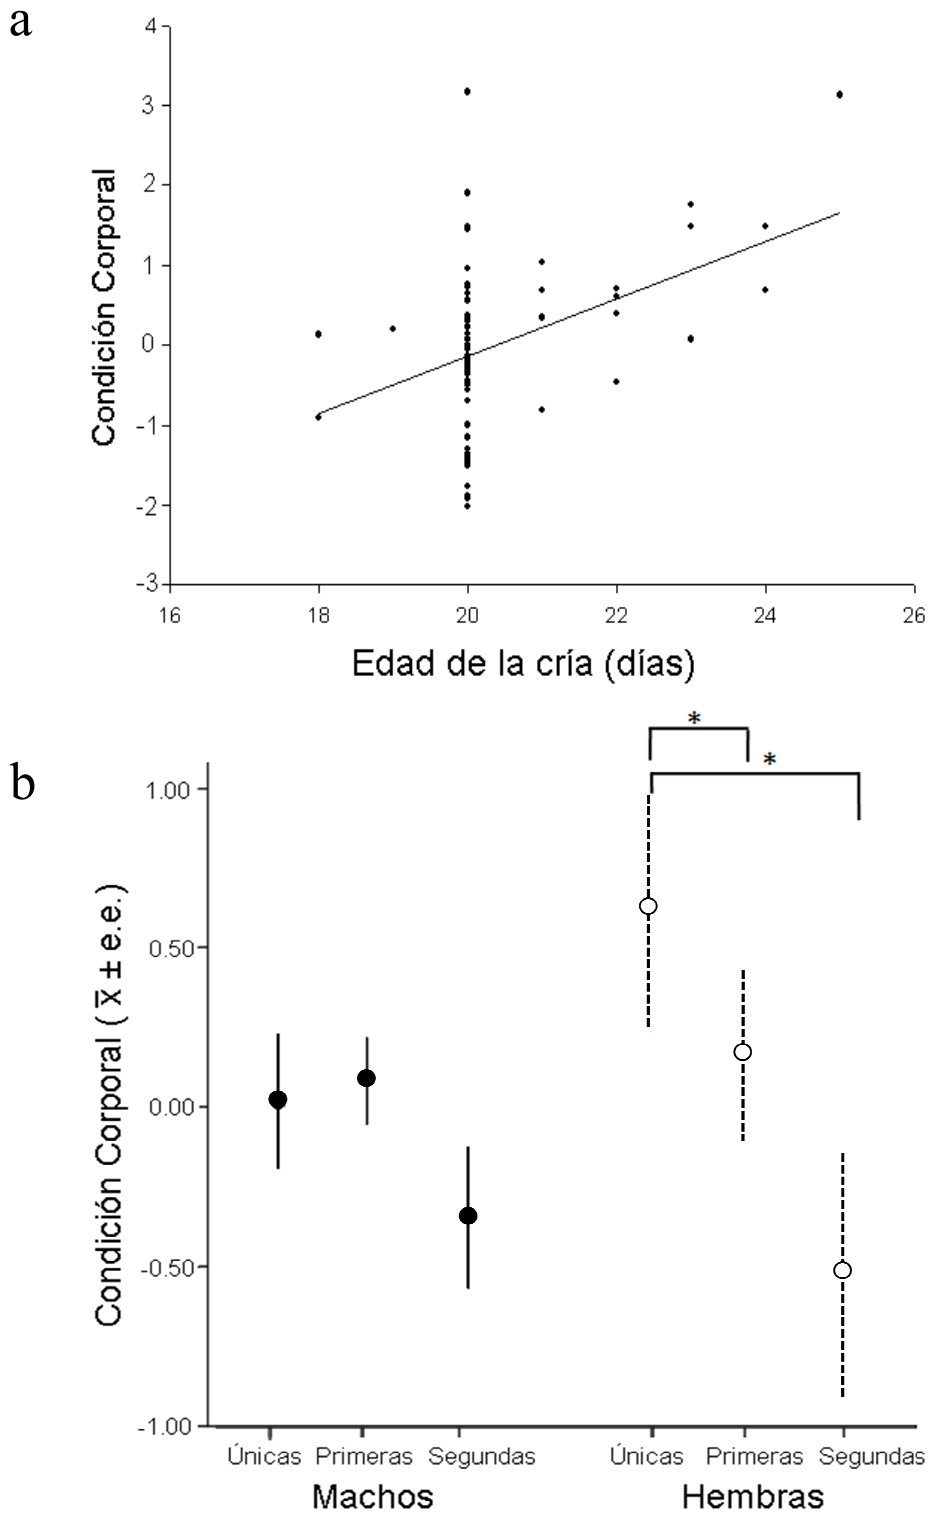 a
4
3
2
1
0
-1
-2
-3
Condición Corporal
16 18 20 22 24 26
Edad de la cría (días)
b
* 
*
1.00
0.50
0.00
-0.50
-1.00
Condición Corporal ( x̅ ± e.e.)
Únicas Primeras Segundas Únicas Primeras Segundas
Machos Hembras